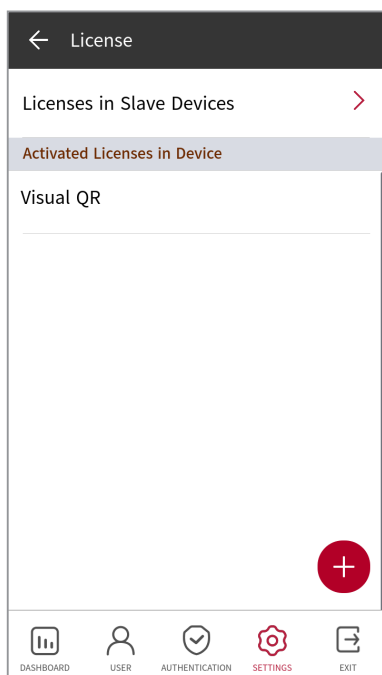 License
Licenses in Slave Devices
Activated Licenses in Device
Visual QR
DASHBOARD USER AUTHENTICATION SETTINGS EXIT